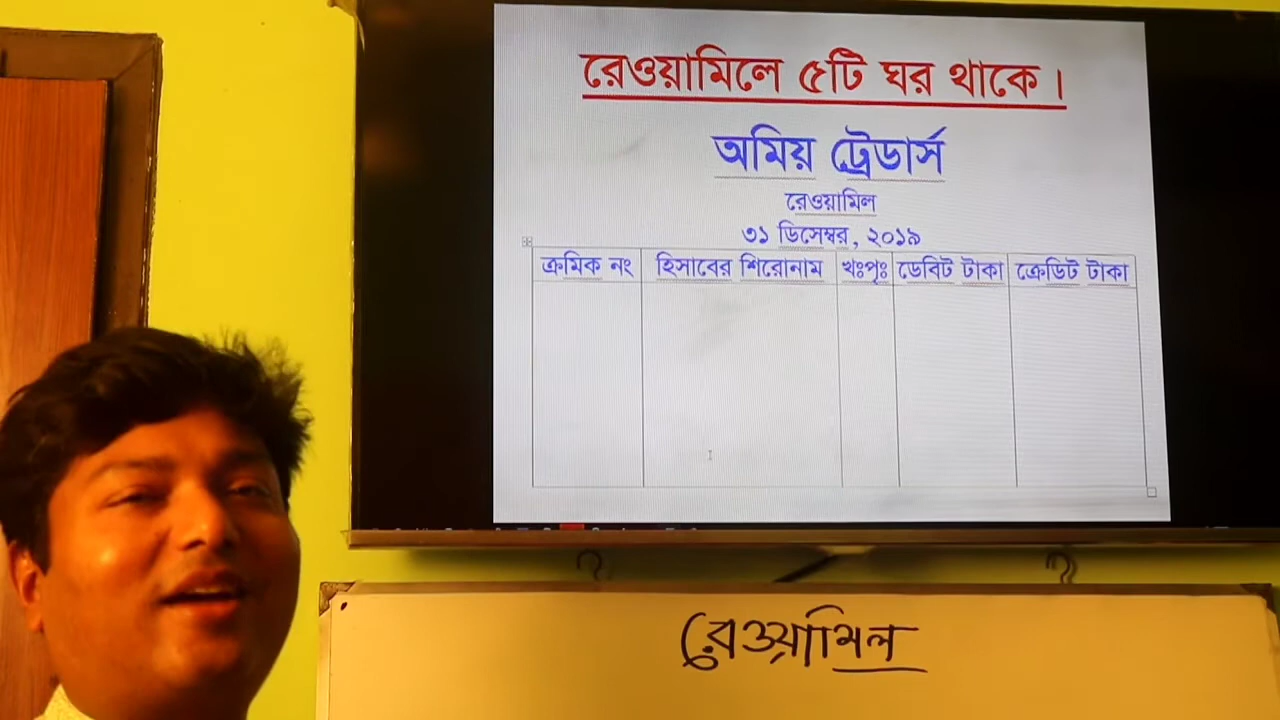 রেওয়ামিলে ৫টি ঘর থাকে।
অমিয় ট্রেডার্স
রেওয়ামিল
৩১ ডিসেম্বর, ২০১৯
ক্রমিক নং হিসাবের শিরোনাম খঃপৃঃ ডেবিট টাকা ক্রেডিট টাকা
রেওয়ামিল